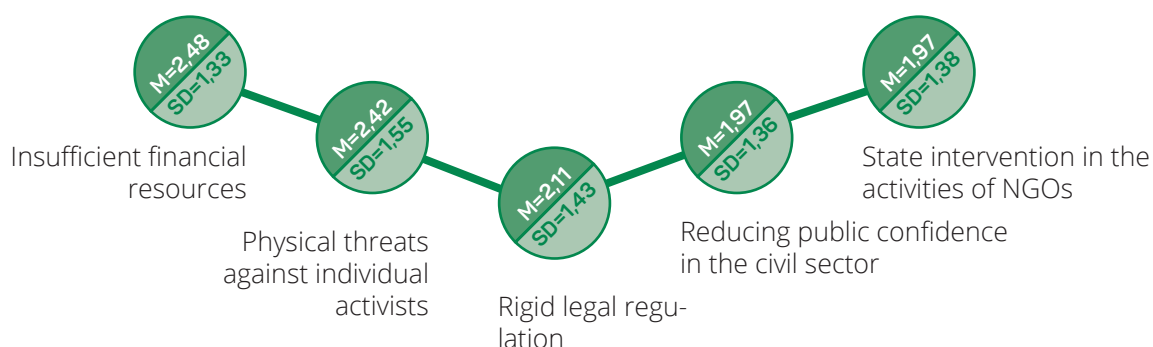 M=2,48
SD=1,33
Insufficient financial
resources
M=2,42
SD=1,55
Physical threats
against individual
activists
M=2,11
SD=1,43
Rigid legal regu-
lation
M=1,97
SD=1,36
Reducing public confidence
in the civil sector
M=1,97
SD=1,38
State intervention in the
activities of NGOs